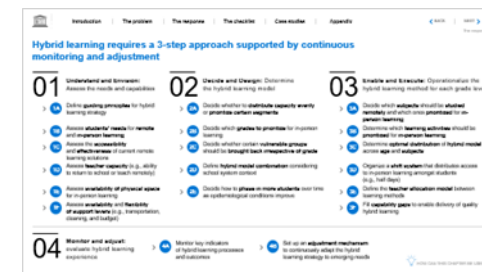 Introduction | The problem | The response | The checklist | Case studies | Appendix
BACK | NEXT
Hybrid learning requires a 3-step approach supported by continuous
monitoring and adjustment
01
Understand and Envision:
Assess the needs and capabilities
1A Define guiding principles for hybrid
learning strategy
1B Assess students' needs for remote
and in-person learning
1C Assess the accessibility
and effectiveness of current remote
learning solutions
1D Assess teacher capacity (e.g., ability
to return to school or teach remotely)
1E Assess availability of physical space
for in-person learning
1F Assess availability and flexibility
of support levers (e.g., transportation,
cleaning, and budget)
02
Decide and Design: Determine
the hybrid learning model
2A Decide whether to distribute capacity evenly
or prioritize certain segments
2B Decide which grades to prioritize for in-person
learning
2C Decide whether certain vulnerable groups
should be brought back irrespective of grade
2D Define hybrid model combination considering
school system context
2E Decide how to phase in more students over time
as epidemiological conditions improve
03
Enable and Execute: Operationalize the
hybrid learning method for each grade level
3A Decide which subjects should be studied
remotely and which ones prioritized for in-
person learning
3B Determine which learning activities should be
prioritized for in-person learning
3C Determine optimal distribution of hybrid model
across age and subjects
3D Organize a shift system that distributes access
to in-person learning amongst students
(e.g., half days)
3E Define the teacher allocation model between
learning methods
3F Fill capability gaps to enable delivery of quality
hybrid learning
04
Monitor and adjust:
evaluate hybrid learning
experience
4A Monitor key indicators
of hybrid learning processes
and outcomes
4B Set up an adjustment mechanism
to continuously adapt the hybrid
learning strategy to emerging needs